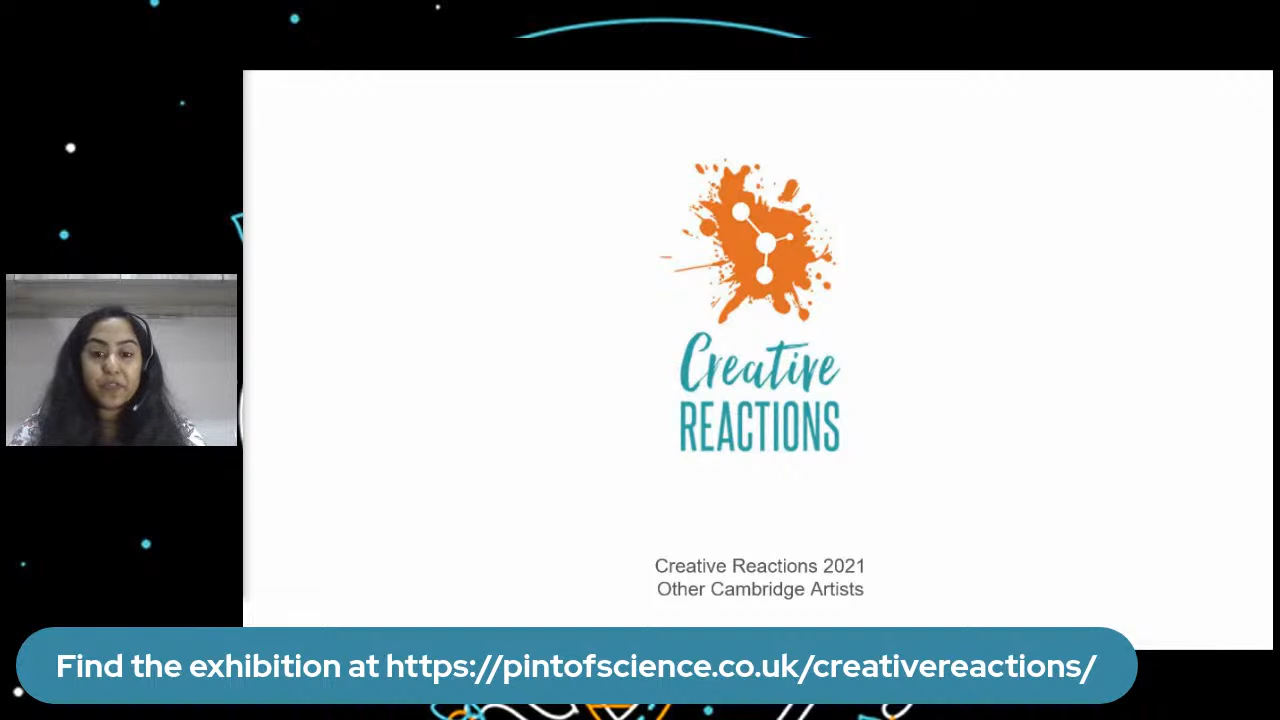 Creative
REACTIONS
Creative Reactions 2021
Other Cambridge Artists
Find the exhibition at https://pintofscience.co.uk/creativereactions/